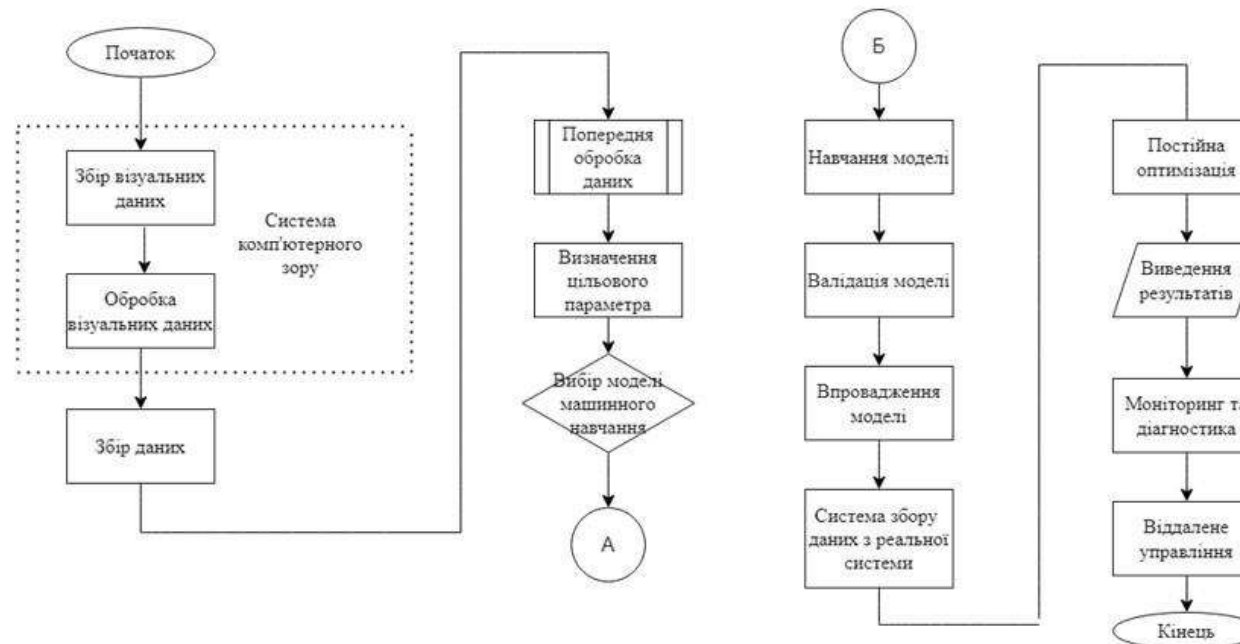 Початок
Збір візуальних
даних
Система
комп'ютерного
зору
Обробка
візуальних даних
Збір даних
Попередня
обробка
даних
Визначення
цільового
параметра
Вибір моделі
машинного
навчання
А
Б
Навчання моделі
Валідація моделі
Впровадження
моделі
Система збору
даних з реальної
системи
Постійна
оптимізація
Виведення
результатів
Моніторинг та
діагностика
Віддалене
управління
Кінець